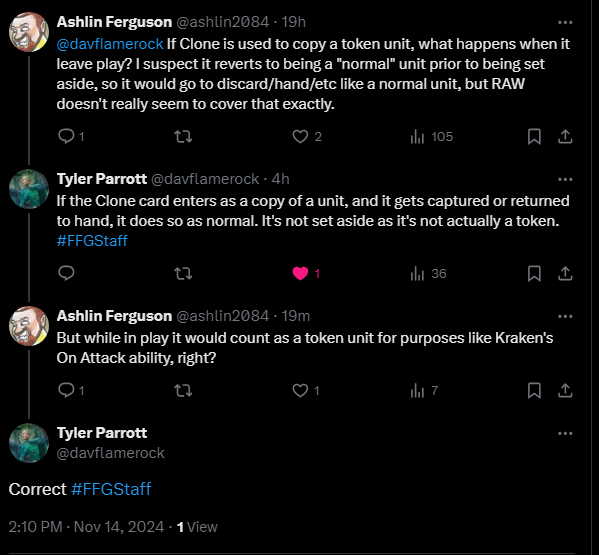 Ashlin Ferguson @ashlin2084 · 19h
@davflamerock If Clone is used to copy a token unit, what happens when it
leave play? I suspect it reverts to being a "normal" unit prior to being set
aside, so it would go to discard/hand/etc like a normal unit, but RAW
doesn't really seem to cover that exactly.
1 2 105
Tyler Parrott @davflamerock · 4h
If the Clone card enters as a copy of a unit, and it gets captured or returned
to hand, it does so as normal. It's not set aside as it's not actually a token.
#FFGStaff
1 36
Ashlin Ferguson @ashlin2084 · 19m
But while in play it would count as a token unit for purposes like Kraken's
On Attack ability, right?
1 1 7
Tyler Parrott
@davflamerock
Correct #FFGStaff
2:10 PM · Nov 14, 2024 · 1 View